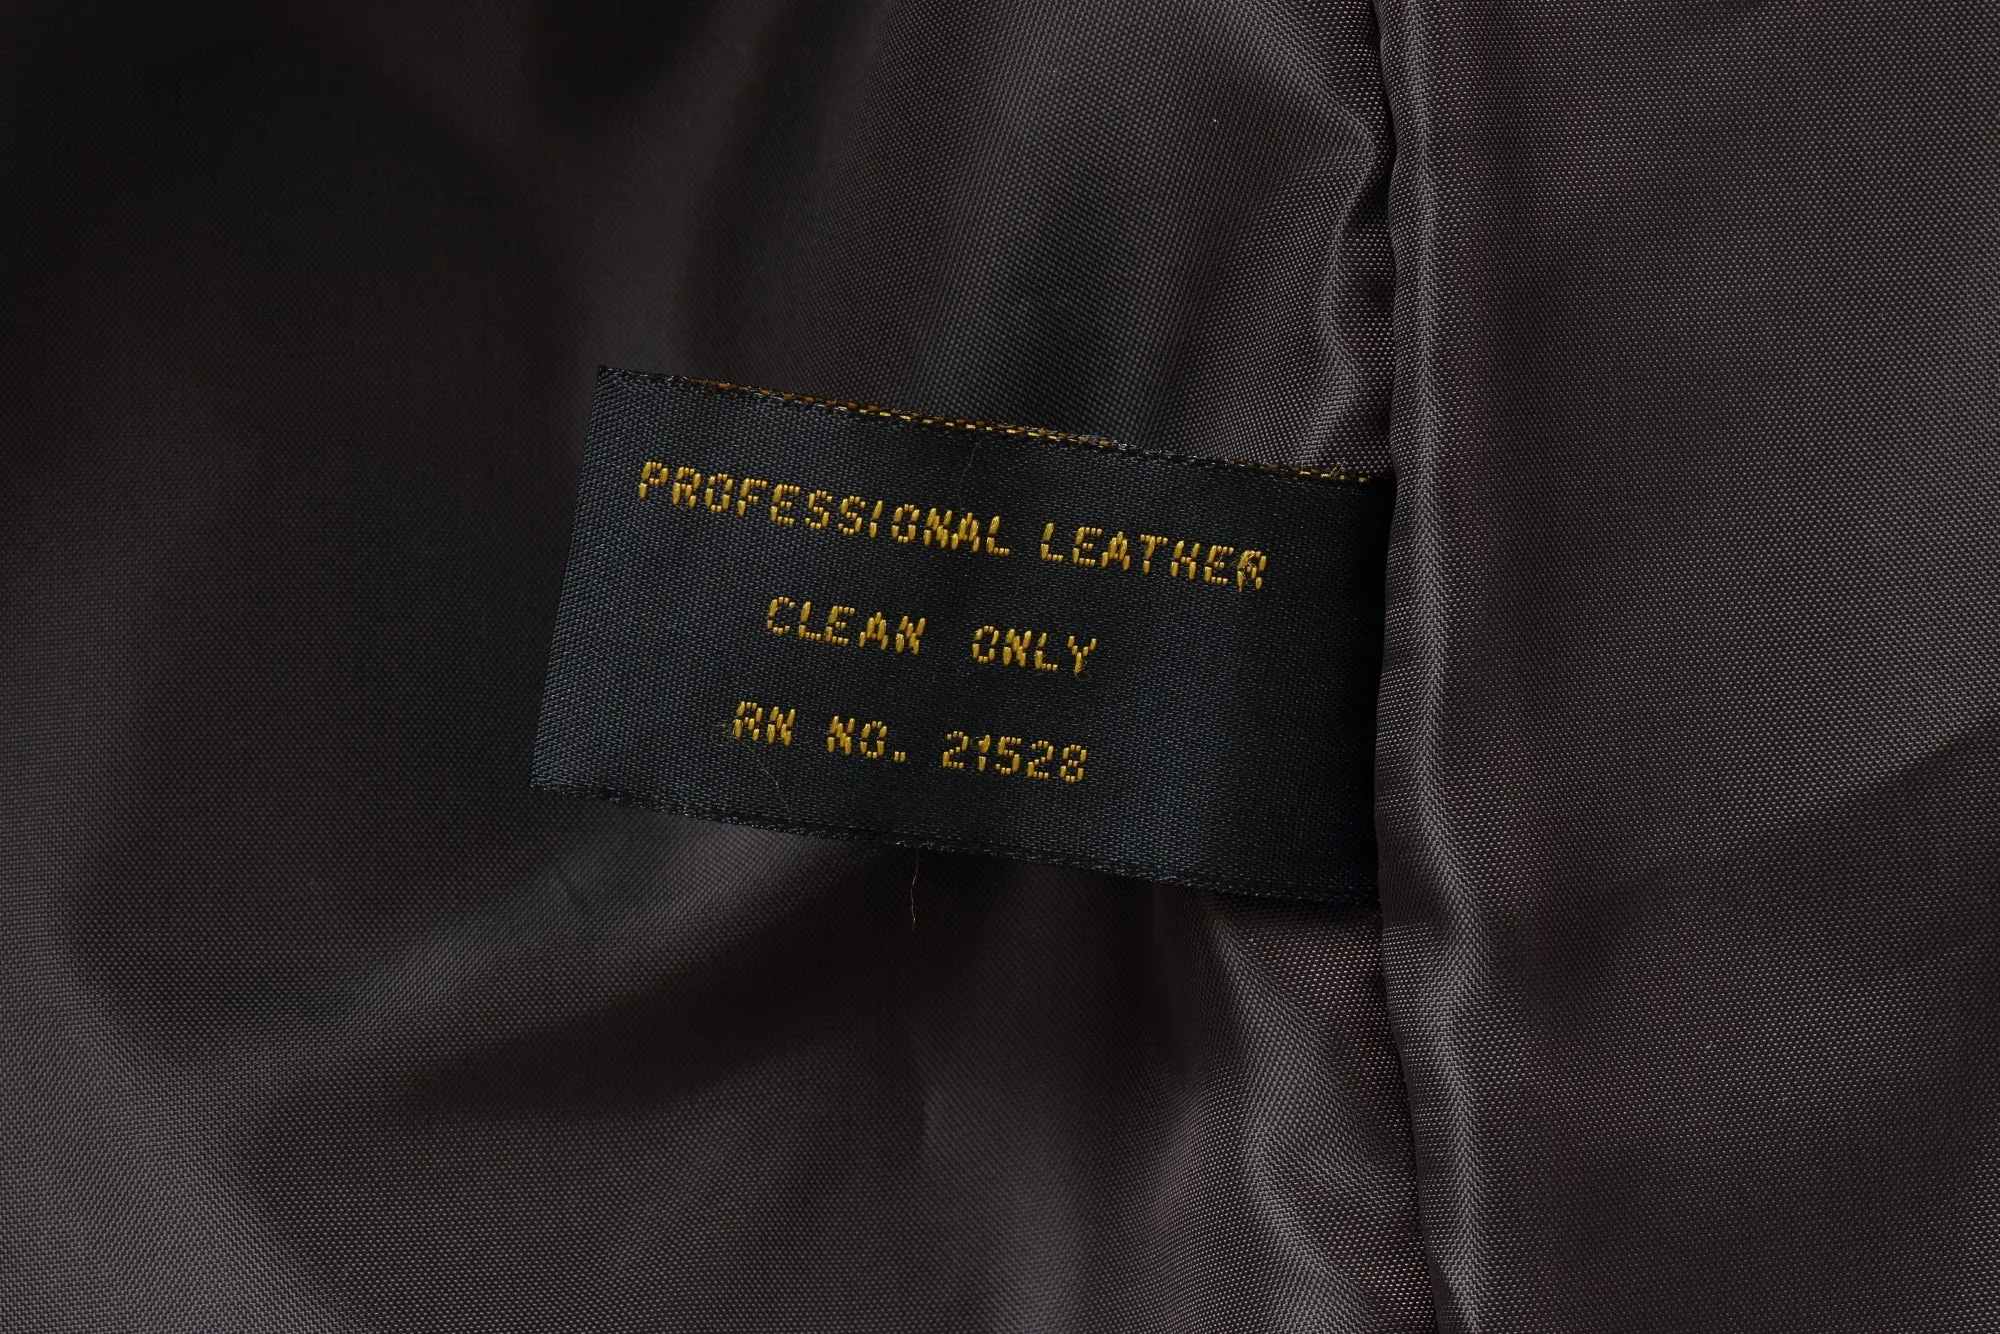 PROFESSIONAL LEATHER
CLEAN ONLY
RN NO. 21528